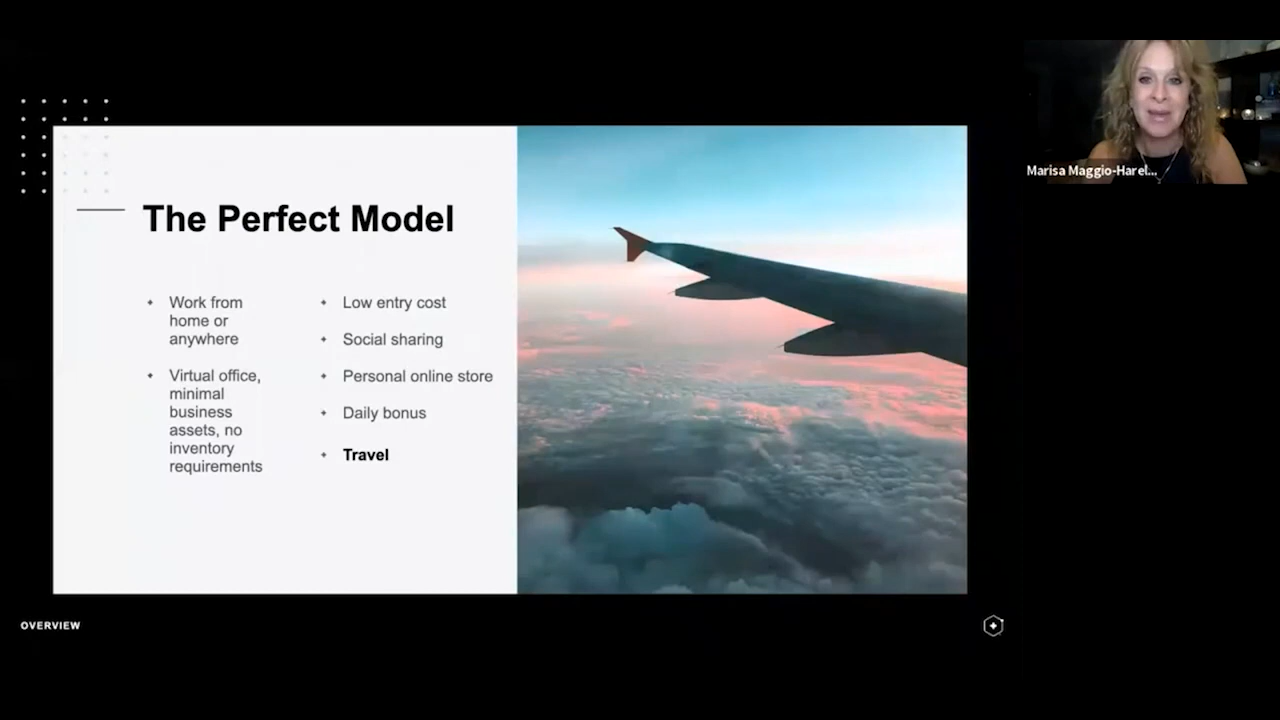 Marisa Maggio-Harel...
The Perfect Model
Work from
home or
anywhere
Virtual office,
minimal
business
assets, no
inventory
requirements
Low entry cost
Social sharing
Personal online store
Daily bonus
Travel
OVERVIEW